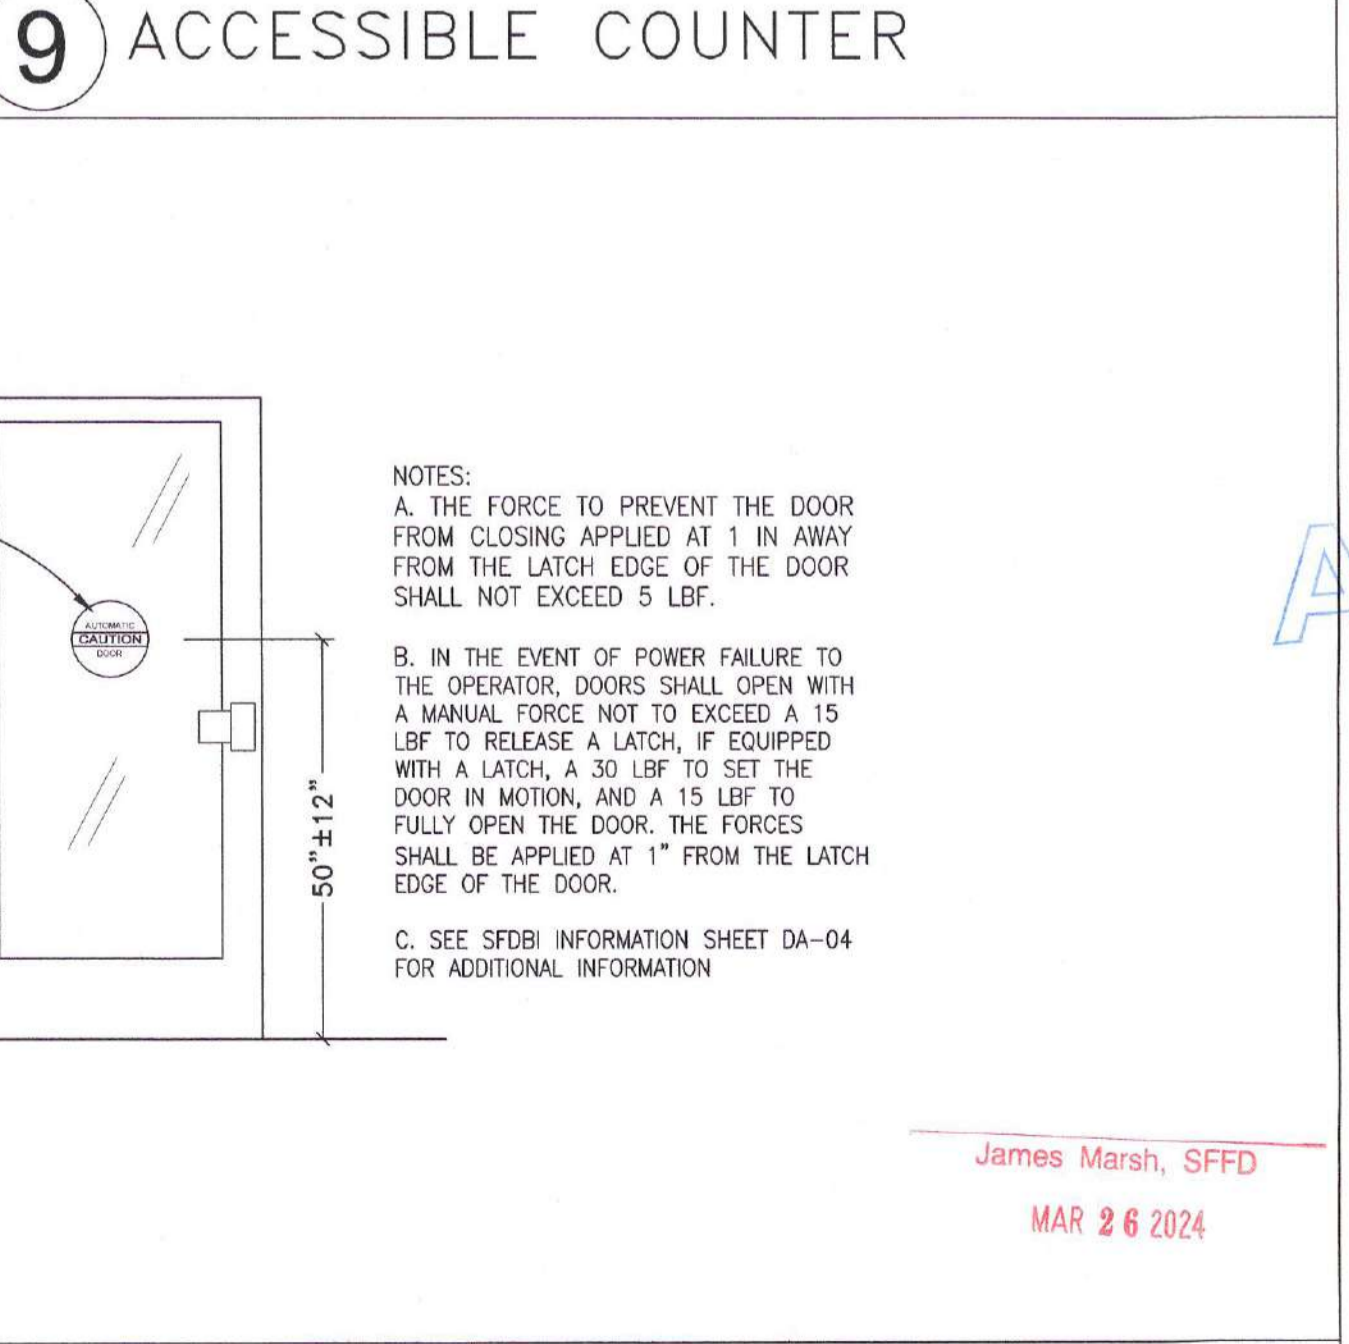 9 ACCESSIBLE COUNTER
NOTES:
A. THE FORCE TO PREVENT THE DOOR
FROM CLOSING APPLIED AT 1 IN AWAY
FROM THE LATCH EDGE OF THE DOOR
SHALL NOT EXCEED 5 LBF.
AUTOMATIC
CAUTION
DOOR
B. IN THE EVENT OF POWER FAILURE TO
THE OPERATOR, DOORS SHALL OPEN WITH
A MANUAL FORCE NOT TO EXCEED A 15
LBF TO RELEASE A LATCH, IF EQUIPPED
WITH A LATCH, A 30 LBF TO SET THE
DOOR IN MOTION, AND A 15 LBF TO
FULLY OPEN THE DOOR. THE FORCES
SHALL BE APPLIED AT 1" FROM THE LATCH
EDGE OF THE DOOR.
50"±12"
C. SEE SFDBI INFORMATION SHEET DA-04
FOR ADDITIONAL INFORMATION
A
James Marsh, SFFD
MAR 26 2024